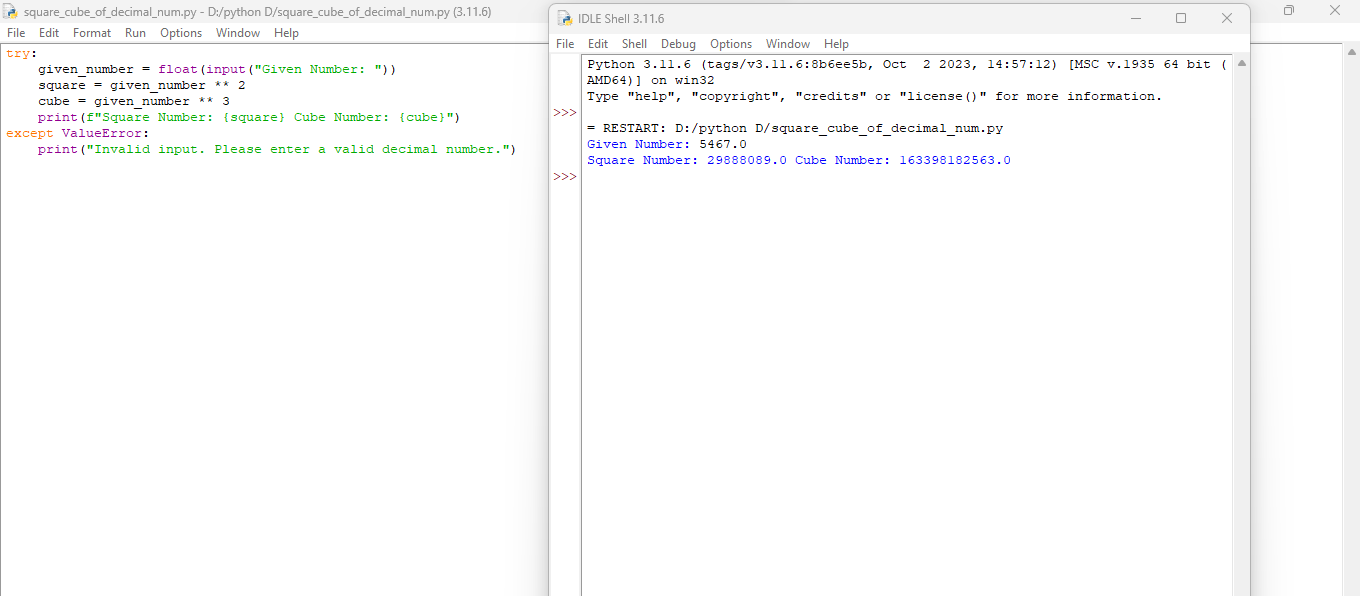 square_cube_of_decimal_num.py - D:/python D/square_cube_of_decimal_num.py (3.11.6)
File Edit Format Run Options Window Help
try:
    given_number = float(input("Given Number: "))
    square = given_number ** 2
    cube = given_number ** 3
    print(f"Square Number: {square} Cube Number: {cube}")
except ValueError:
    print("Invalid input. Please enter a valid decimal number.")
IDLE Shell 3.11.6
File Edit Shell Debug Options Window Help
Python 3.11.6 (tags/v3.11.6:8b6ee5b, Oct  2 2023, 14:57:12) [MSC v.1935 64 bit (
AMD64)] on win32
Type "help", "copyright", "credits" or "license()" for more information.
>>>
= RESTART: D:/python D/square_cube_of_decimal_num.py
Given Number: 5467.0
Square Number: 29888089.0 Cube Number: 163398182563.0
>>>